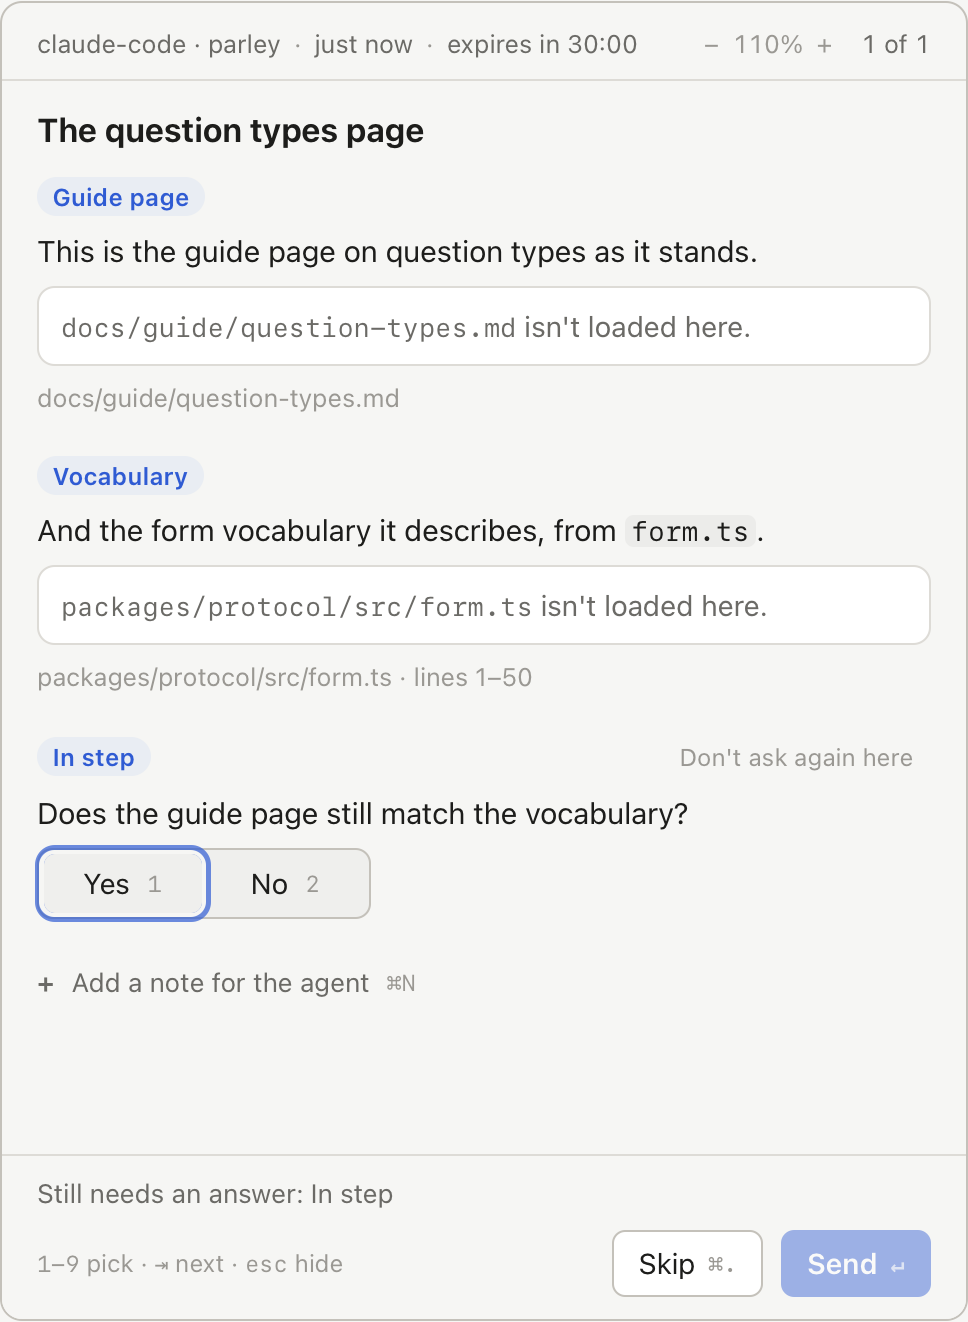 claude-code · parley · just now · expires in 30:00 − 110% + 1 of 1
The question types page
Guide page
This is the guide page on question types as it stands.
docs/guide/question-types.md isn't loaded here.
docs/guide/question-types.md
Vocabulary
And the form vocabulary it describes, from form.ts.
packages/protocol/src/form.ts isn't loaded here.
packages/protocol/src/form.ts · lines 1–50
In step Don't ask again here
Does the guide page still match the vocabulary?
Yes 1 No 2
+ Add a note for the agent ⌘N
Still needs an answer: In step
1–9 pick · ⇥ next · esc hide Skip ⌘. Send ↵